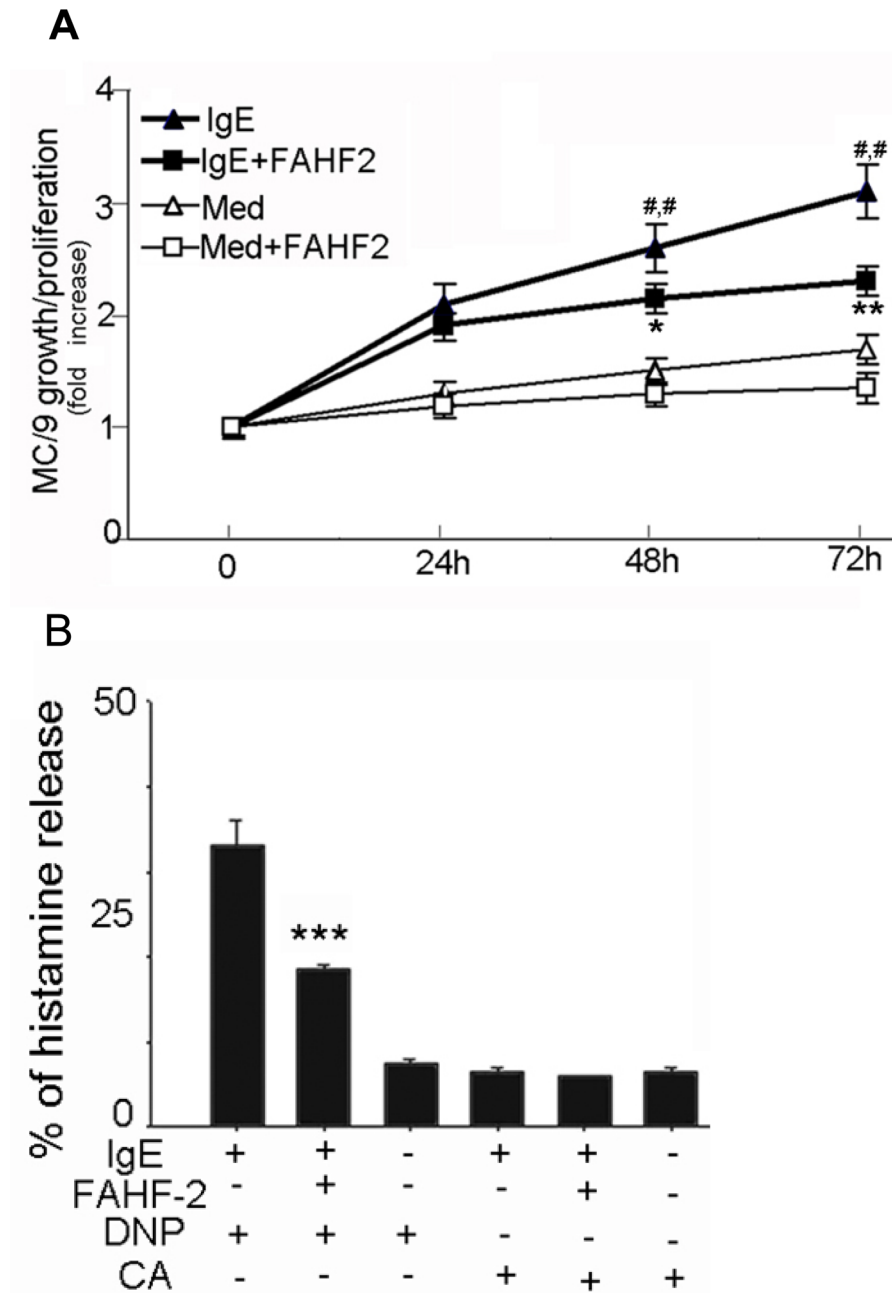 A
MC/9 growth/proliferation
(fold increase)
4
3
2
1
0
IgE
IgE+FAHF2
Med
Med+FAHF2
#,#
#,#
*
**
0 24h 48h 72h
B
% of histamine release
50
25
0
***
IgE + + - + + -
FAHF-2 - + - - + -
DNP + + + - - -
CA - - - + + +